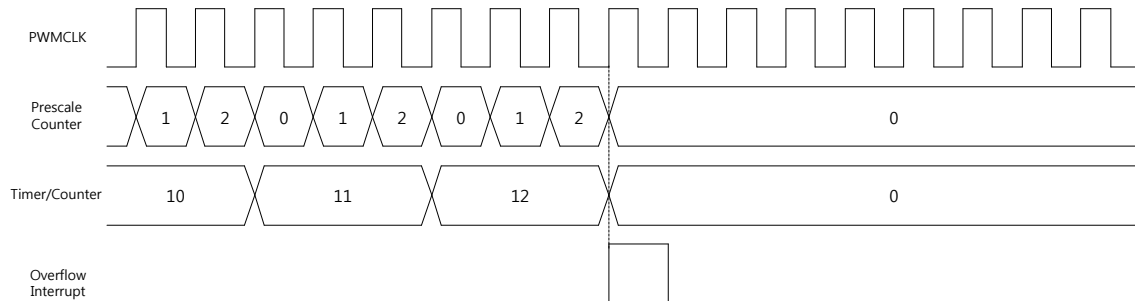 PWMCLK
Prescale
Counter
1 2 0 1 2 0 1 2 0
Timer/Counter
10 11 12 0
Overflow
Interrupt